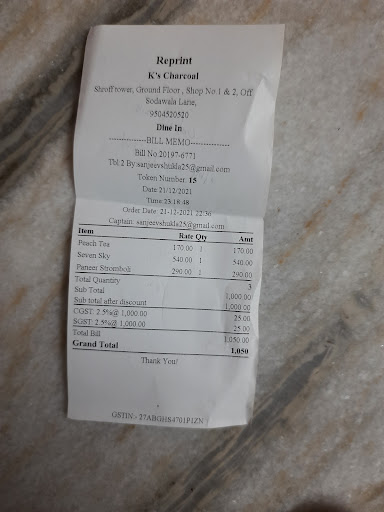 Reprint
K's Charcoal
Shroff tower, Ground Floor , Shop No 1 & 2, Off
Sodawala Lane,
9504520520
Dine In
---------------BILL MEMO---------------
Bill No.20197-6771
Tbl:2 By sanjeevshukla25@gmail.com
Token Number: 15
Date:21/12/2021
Time:23:18:48
Order Date: 21-12-2021 22:36
Captain: sanjeevshukla25@gmail.com
Item Rate Qty Amt
Peach Tea 170.00 1 170.00
Seven Sky 540.00 1 540.00
Paneer Stromboli 290.00 1 290.00
Total Quantity 3
Sub Total 1,000.00
Sub total after discount 1,000.00
CGST: 2.5%@ 1,000.00 25.00
SGST: 2.5%@ 1,000.00 25.00
Total Bill 1,050.00
Grand Total 1,050
Thank You!
GSTIN:- 27ABGHS4701P1ZN